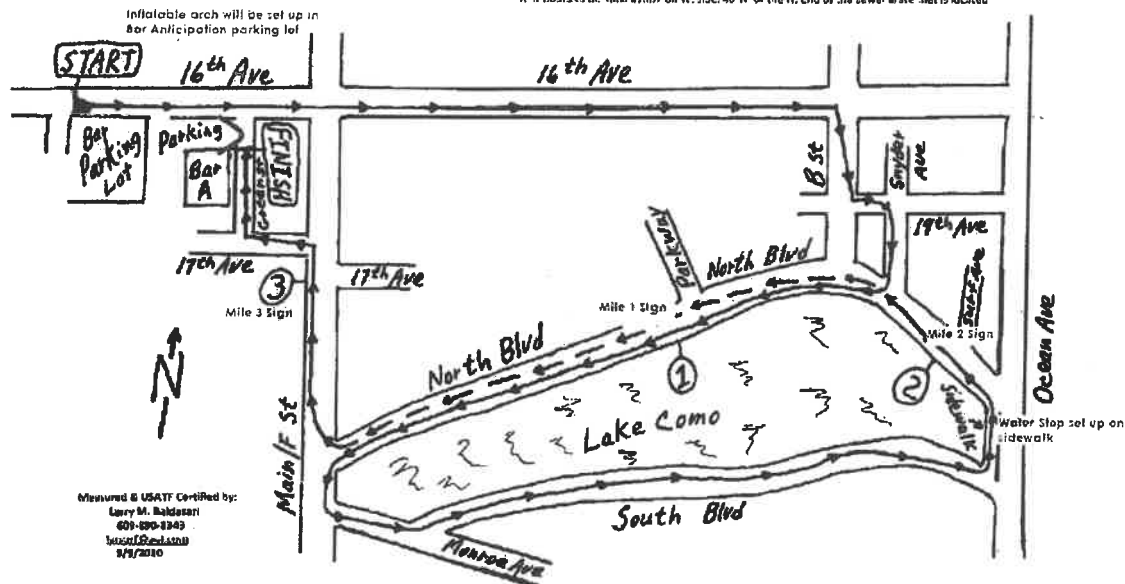 Inflatable arch will be set up in
Bar Anticipation parking lot
START
16th Ave
16th Ave
Bar
Parking
Lot
Parking
Bar
A
FINISH
B St
Snyder
Ave
19th Ave
17th Ave
17th Ave
Parkway
North Blvd
3
Mile 3 Sign
Mile 1 Sign
Mile 2 Sign
Ocean Ave
N
North Blvd
1
2
Lake Como
Sidewalk
Water Stop set up on
sidewalk
Main/F St
South Blvd
Monroe Ave
Measured & USATF Certified by:
Larry M. Baldasari
9/9/2010